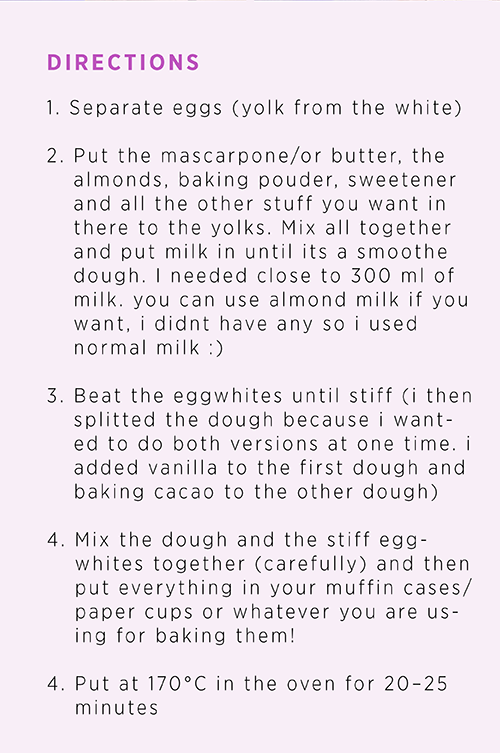 DIRECTIONS
1. Separate eggs (yolk from the white)
2. Put the mascarpone/or butter, the
almonds, baking pouder, sweetener
and all the other stuff you want in
there to the yolks. Mix all together
and put milk in until its a smoothe
dough. I needed close to 300 ml of
milk. you can use almond milk if you
want, i didnt have any so i used
normal milk :)
3. Beat the eggwhites until stiff (i then
splitted the dough because i want-
ed to do both versions at one time. i
added vanilla to the first dough and
baking cacao to the other dough)
4. Mix the dough and the stiff egg-
whites together (carefully) and then
put everything in your muffin cases/
paper cups or whatever you are us-
ing for baking them!
4. Put at 170°C in the oven for 20–25
minutes